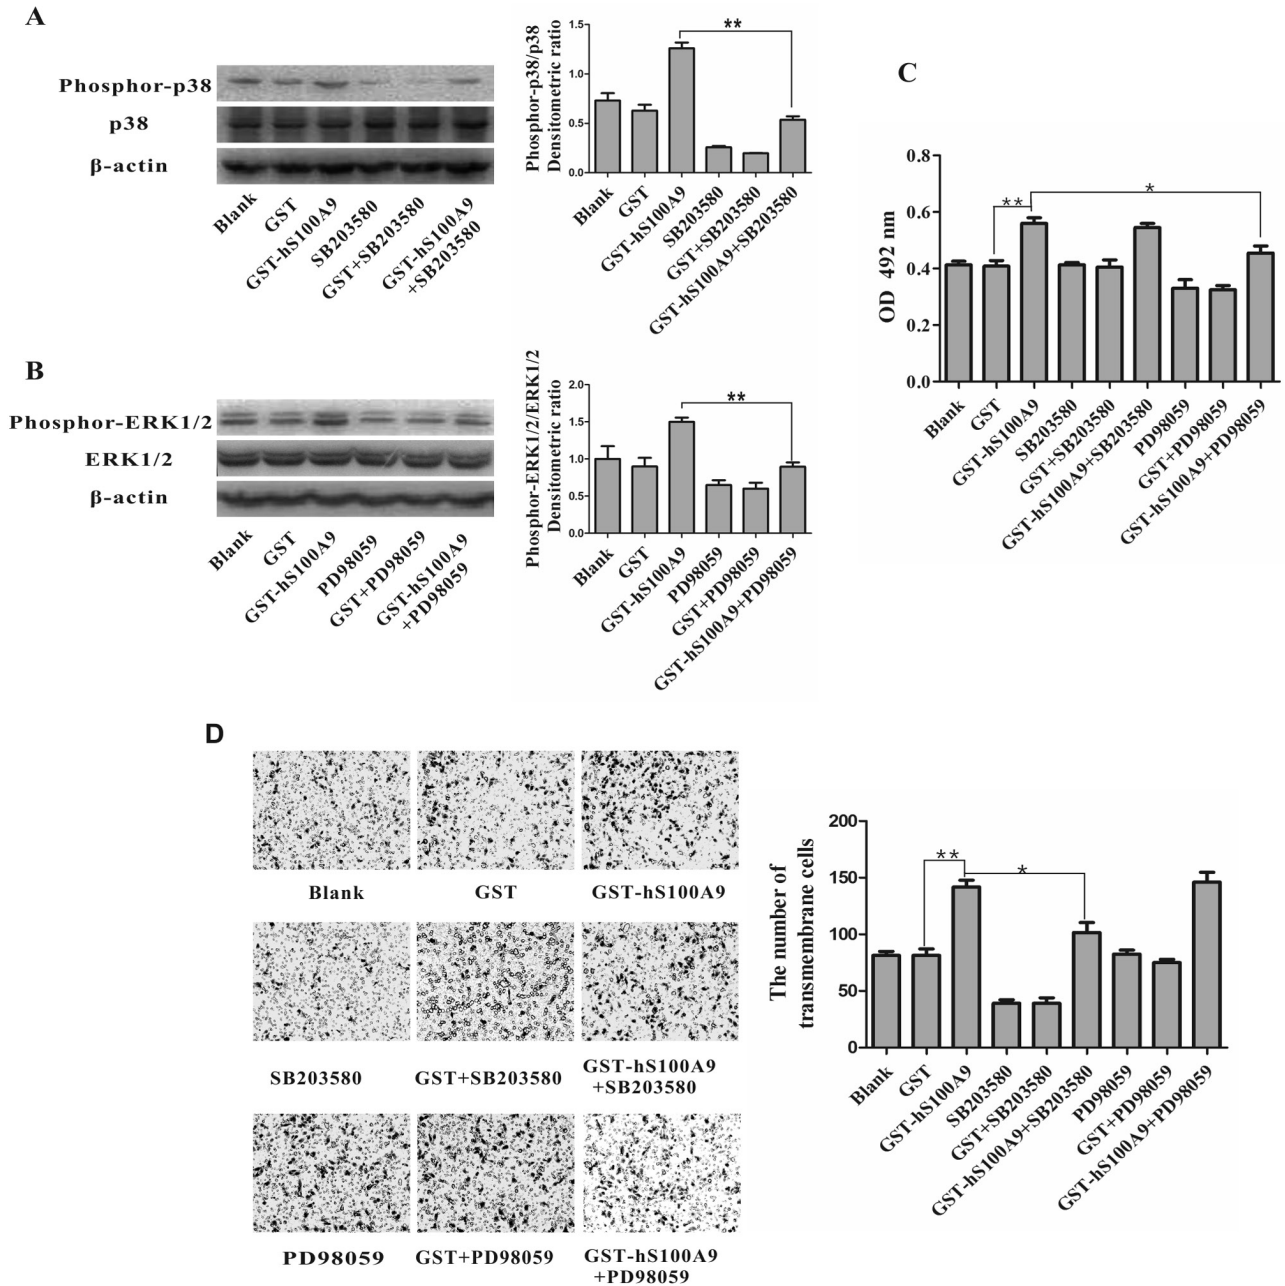 A
Phosphor-p38
p38
β-actin
Blank
GST
GST-hS100A9
SB203580
GST+SB203580
GST-hS100A9
+SB203580
Phosphor-p38/p38
Densitometric ratio
1.5
1.0
0.5
0.0
**
Blank
GST
GST-hS100A9
SB203580
GST+SB203580
GST-hS100A9+SB203580
B
Phosphor-ERK1/2
ERK1/2
β-actin
Blank
GST
GST-hS100A9
PD98059
GST+PD98059
GST-hS100A9
+PD98059
Phosphor-ERK1/2/ERK1/2
Densitometric ratio
2.0
1.5
1.0
0.5
0.0
**
Blank
GST
GST-hS100A9
PD98059
GST+PD98059
GST-hS100A9+PD98059
C
OD 492 nm
0.8
0.6
0.4
0.2
0.0
**
*
Blank
GST
GST-hS100A9
SB203580
GST+SB203580
GST-hS100A9+SB203580
PD98059
GST+PD98059
GST-hS100A9+PD98059
D
Blank
GST
GST-hS100A9
SB203580
GST+SB203580
GST-hS100A9
+SB203580
PD98059
GST+PD98059
GST-hS100A9
+PD98059
The number of
transmembrane cells
200
150
100
50
0
**
*
Blank
GST
GST-hS100A9
SB203580
GST+SB203580
GST-hS100A9+SB203580
PD98059
GST+PD98059
GST-hS100A9+PD98059